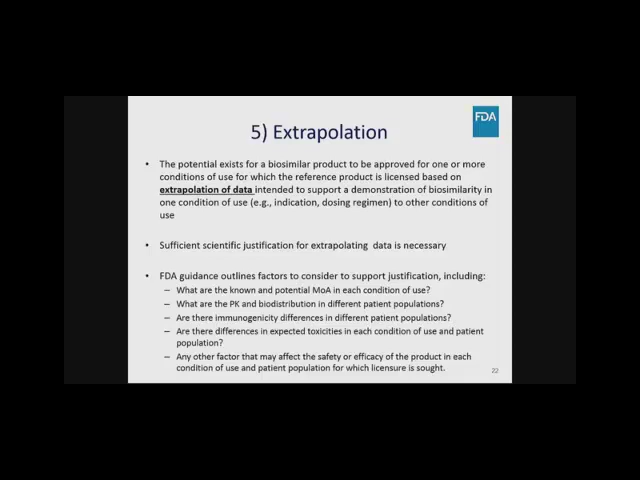 FDA
5) Extrapolation
• The potential exists for a biosimilar product to be approved for one or more
conditions of use for which the reference product is licensed based on
extrapolation of data intended to support a demonstration of biosimilarity in
one condition of use (e.g., indication, dosing regimen) to other conditions of
use
• Sufficient scientific justification for extrapolating data is necessary
• FDA guidance outlines factors to consider to support justification, including:
– What are the known and potential MoA in each condition of use?
– What are the PK and biodistribution in different patient populations?
– Are there immunogenicity differences in different patient populations?
– Are there differences in expected toxicities in each condition of use and patient
population?
– Any other factor that may affect the safety or efficacy of the product in each
condition of use and patient population for which licensure is sought.
22